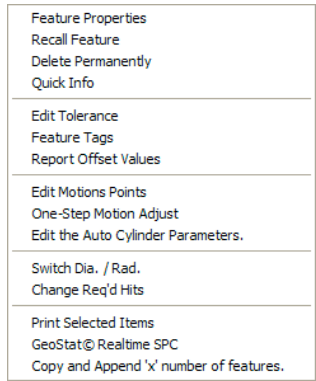 Feature Properties
Recall Feature
Delete Permanently
Quick Info
Edit Tolerance
Feature Tags
Report Offset Values
Edit Motions Points
One-Step Motion Adjust
Edit the Auto Cylinder Parameters.
Switch Dia. / Rad.
Change Req'd Hits
Print Selected Items
GeoStat© Realtime SPC
Copy and Append 'x' number of features.